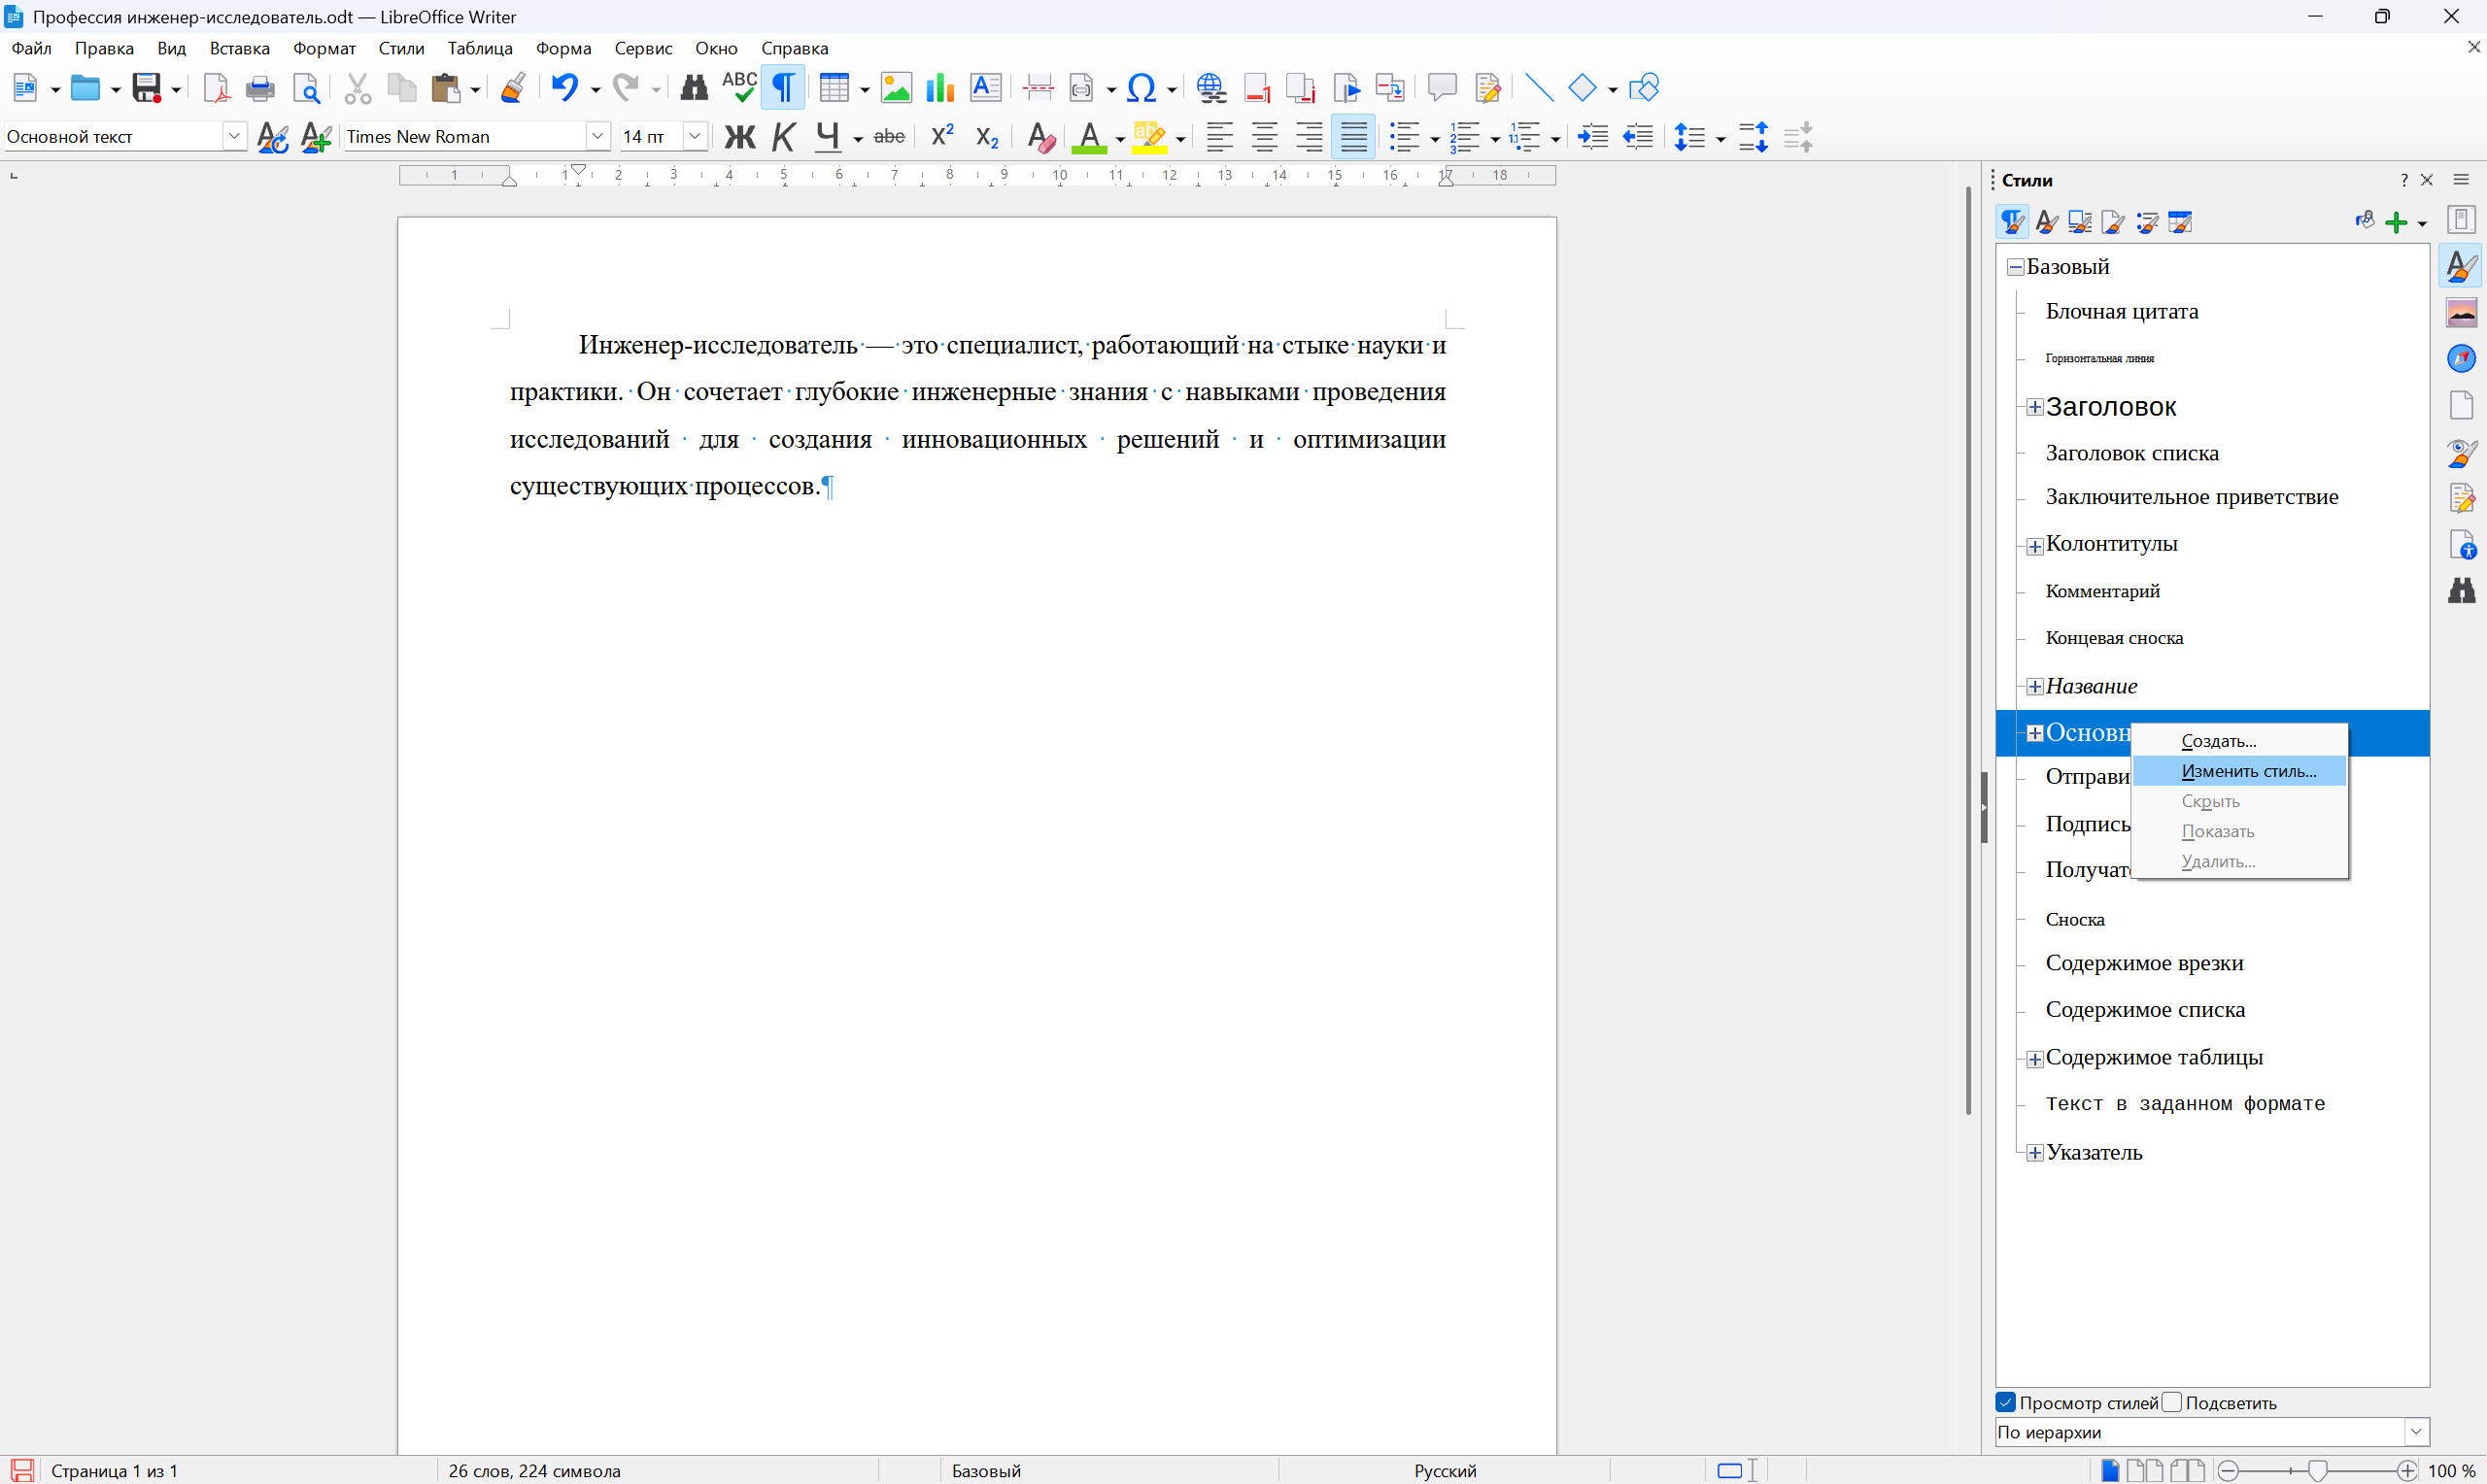 Профессия инженер-исследователь.odt — LibreOffice Writer
Файл Правка Вид Вставка Формат Стили Таблица Форма Сервис Окно Справка
Основной текст Times New Roman 14 пт
Стили
Базовый
Блочная цитата
Горизонтальная линия
Заголовок
Заголовок списка
Заключительное приветствие
Колонтитулы
Комментарий
Концевая сноска
Название
Основн
Отправи
Подпись
Получат
Сноска
Содержимое врезки
Содержимое списка
Содержимое таблицы
Текст в заданном формате
Указатель
Создать...
Изменить стиль...
Скрыть
Показать
Удалить...
Просмотр стилей Подсветить
По иерархии
1 1 2 3 4 5 6 7 8 9 10 11 12 13 14 15 16 17 18
Инженер-исследователь — это специалист, работающий на стыке науки и
практики. Он сочетает глубокие инженерные знания с навыками проведения
исследований для создания инновационных решений и оптимизации
существующих процессов.¶
Страница 1 из 1 26 слов, 224 символа Базовый Русский 100 %